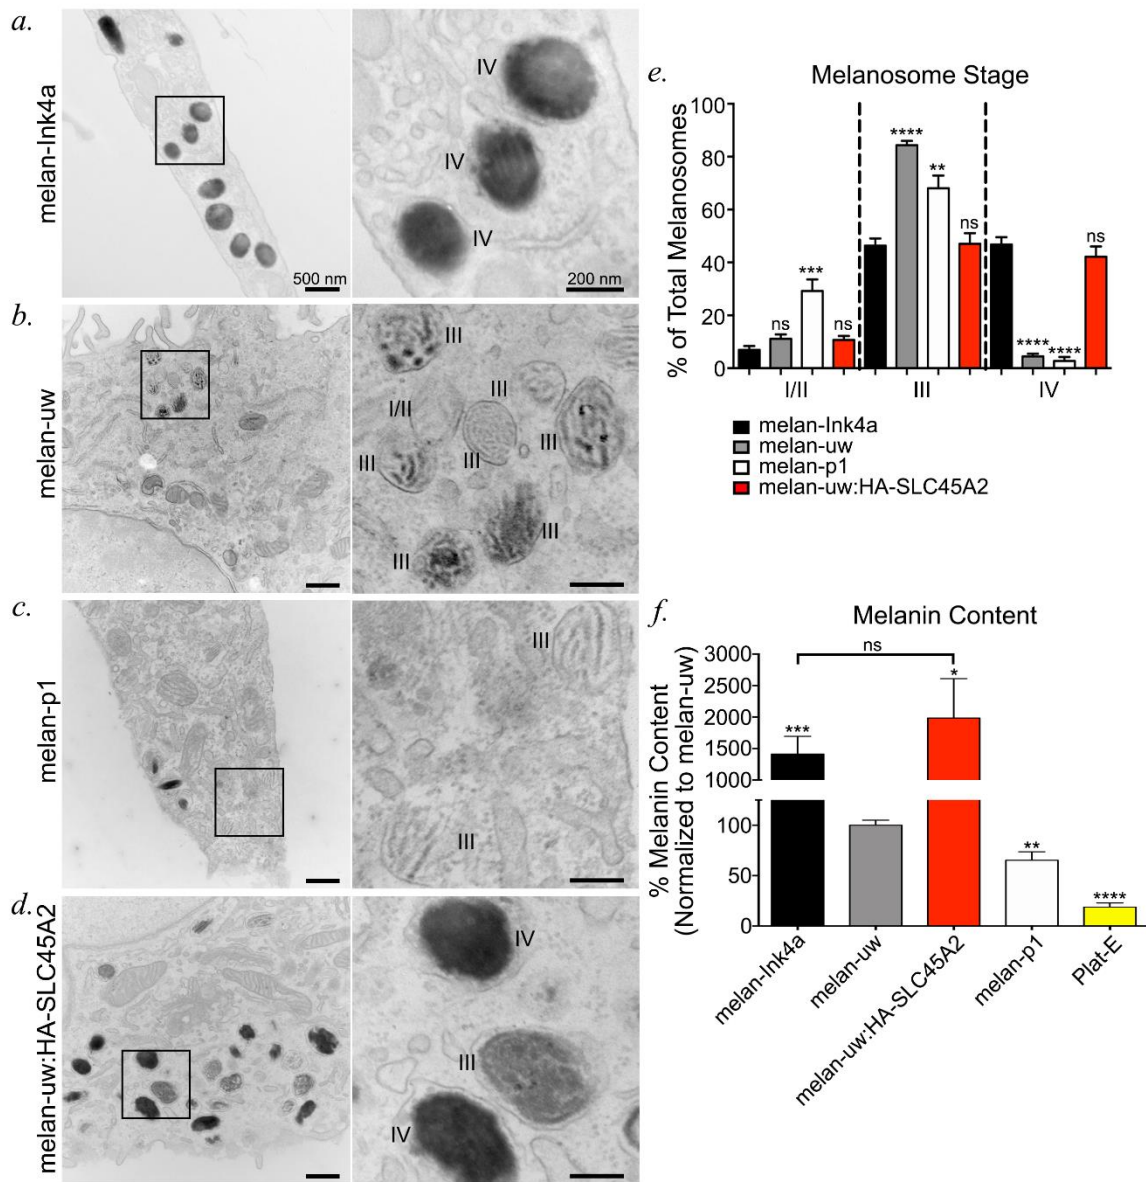 a.
melan-Ink4a
500 nm
IV
IV
IV
200 nm
b.
melan-uw
III
I/II
III
III
III
III
III
III
c.
melan-p1
III
III
d.
melan-uw:HA-SLC45A2
IV
III
IV
e.
Melanosome Stage
% of Total Melanosomes
100
80
60
40
20
0
ns
***
ns
****
**
ns
****
****
ns
I/II
III
IV
melan-Ink4a
melan-uw
melan-p1
melan-uw:HA-SLC45A2
f.
Melanin Content
% Melanin Content
(Normalized to melan-uw)
3000
2500
2000
1500
1000
100
50
0
ns
***
*
**
****
melan-Ink4a
melan-uw
melan-uw:HA-SLC45A2
melan-p1
Plat-E